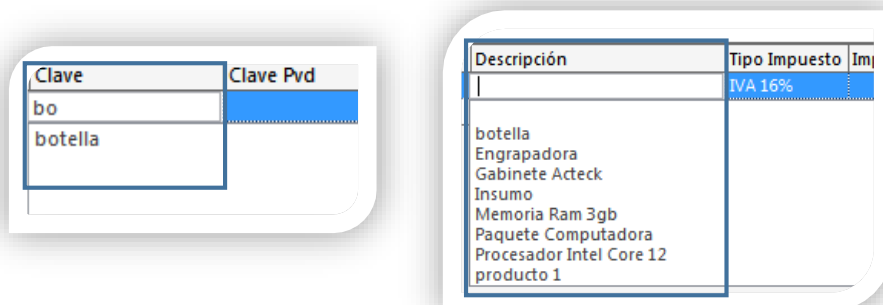 Clave Clave Pvd
bo
botella
Descripción Tipo Impuesto
IVA 16%
botella
Engrapadora
Gabinete Acteck
Insumo
Memoria Ram 3gb
Paquete Computadora
Procesador Intel Core 12
producto 1